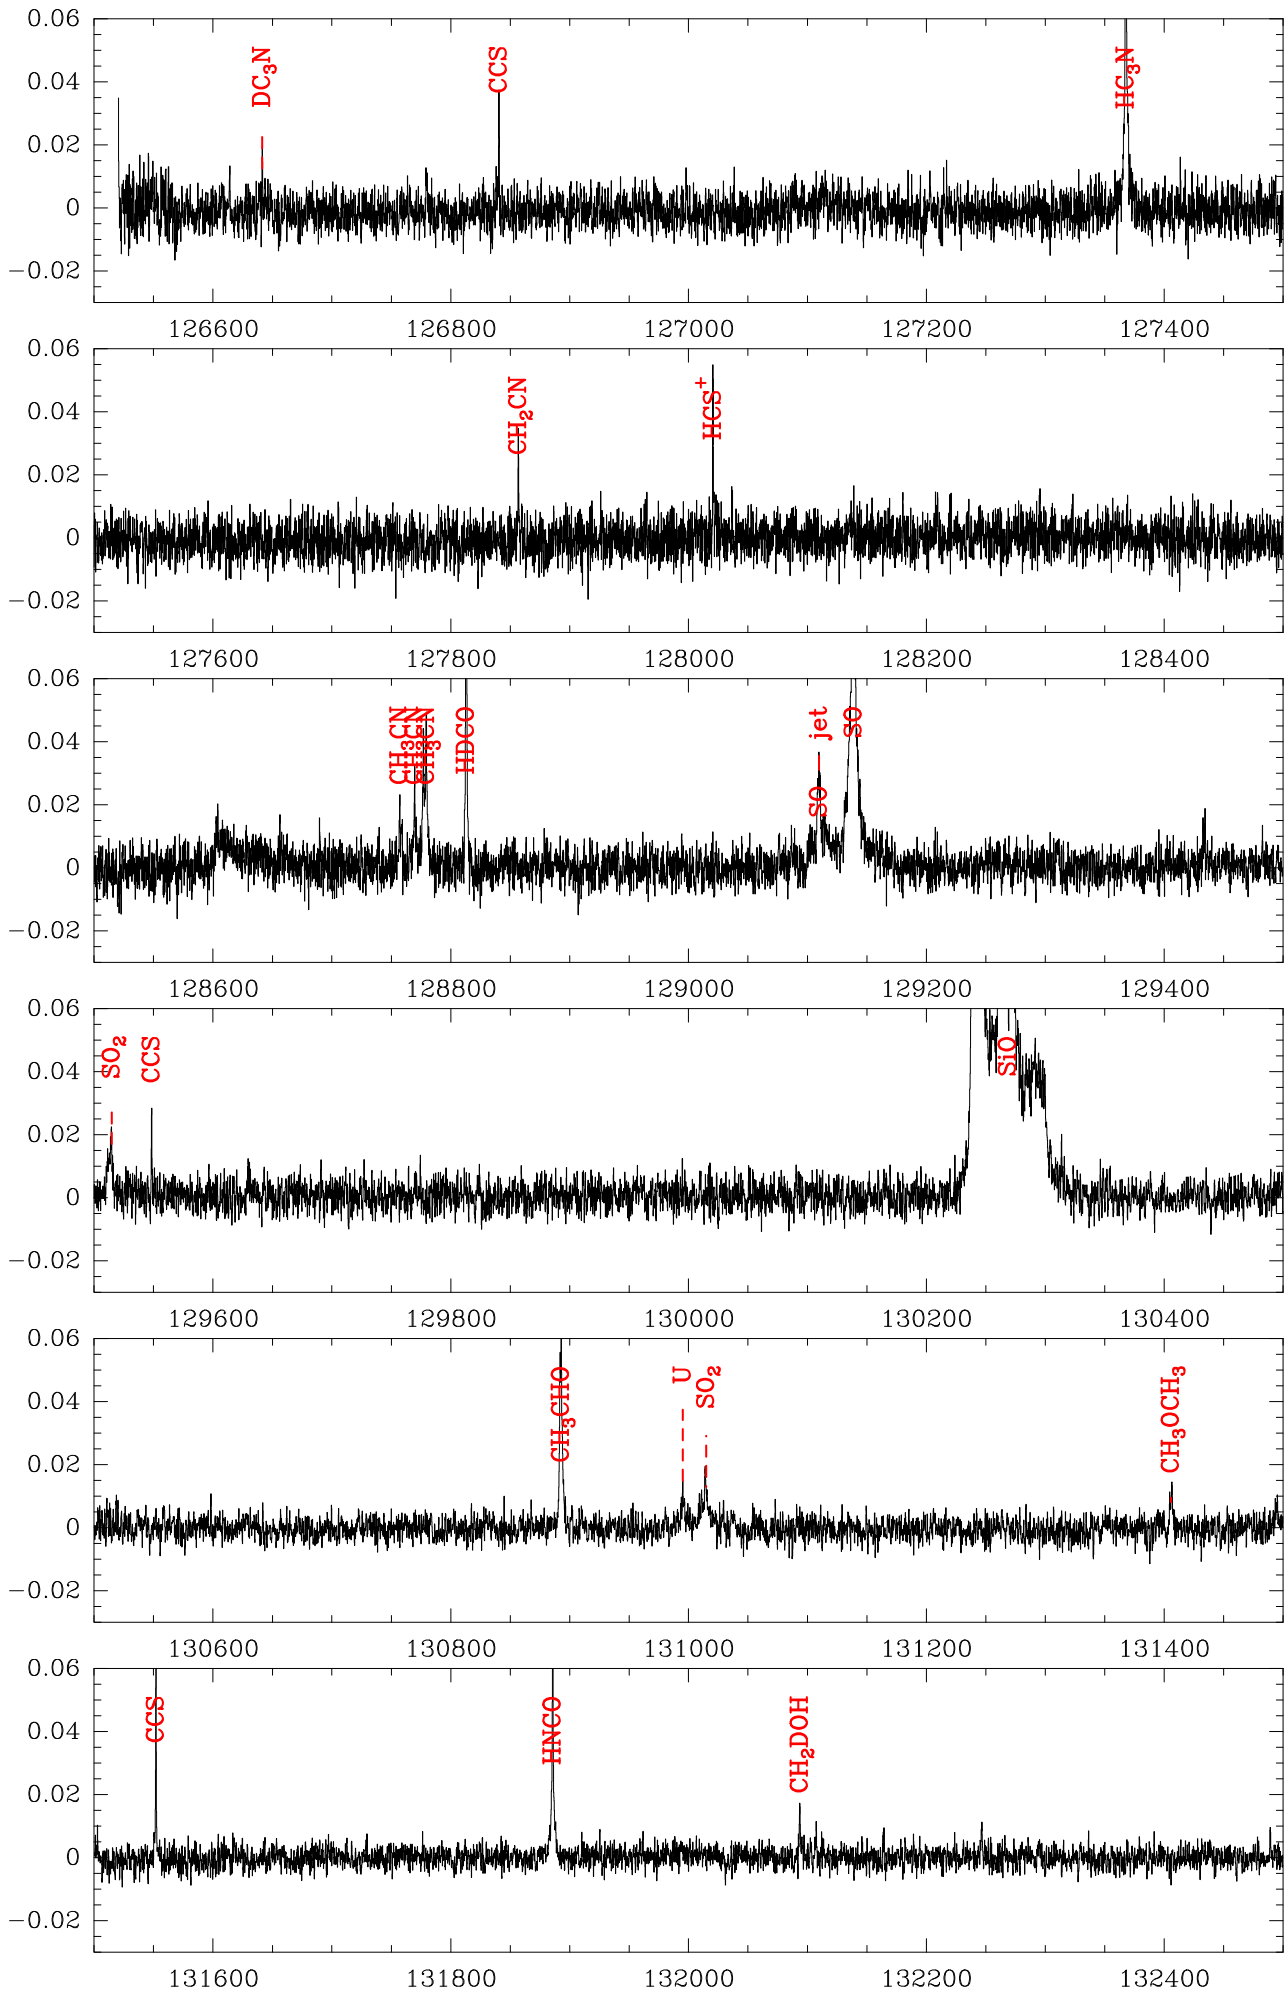 0.06
0.04
0.02
0
−0.02
DC₃N
CCS
HC₃N
126600 126800 127000 127200 127400
0.06
0.04
0.02
0
−0.02
CH₂CN
HCS⁺
127600 127800 128000 128200 128400
0.06
0.04
0.02
0
−0.02
CH₃CN
CH₃CN
CH₃CN
CH₃CN
HDCO
SO jet
SO
128600 128800 129000 129200 129400
0.06
0.04
0.02
0
−0.02
SO₂
CCS
SiO
129600 129800 130000 130200 130400
0.06
0.04
0.02
0
−0.02
CH₃CHO
U
SO₂
CH₃OCH₃
130600 130800 131000 131200 131400
0.06
0.04
0.02
0
−0.02
CCS
HNCO
CH₂DOH
131600 131800 132000 132200 132400